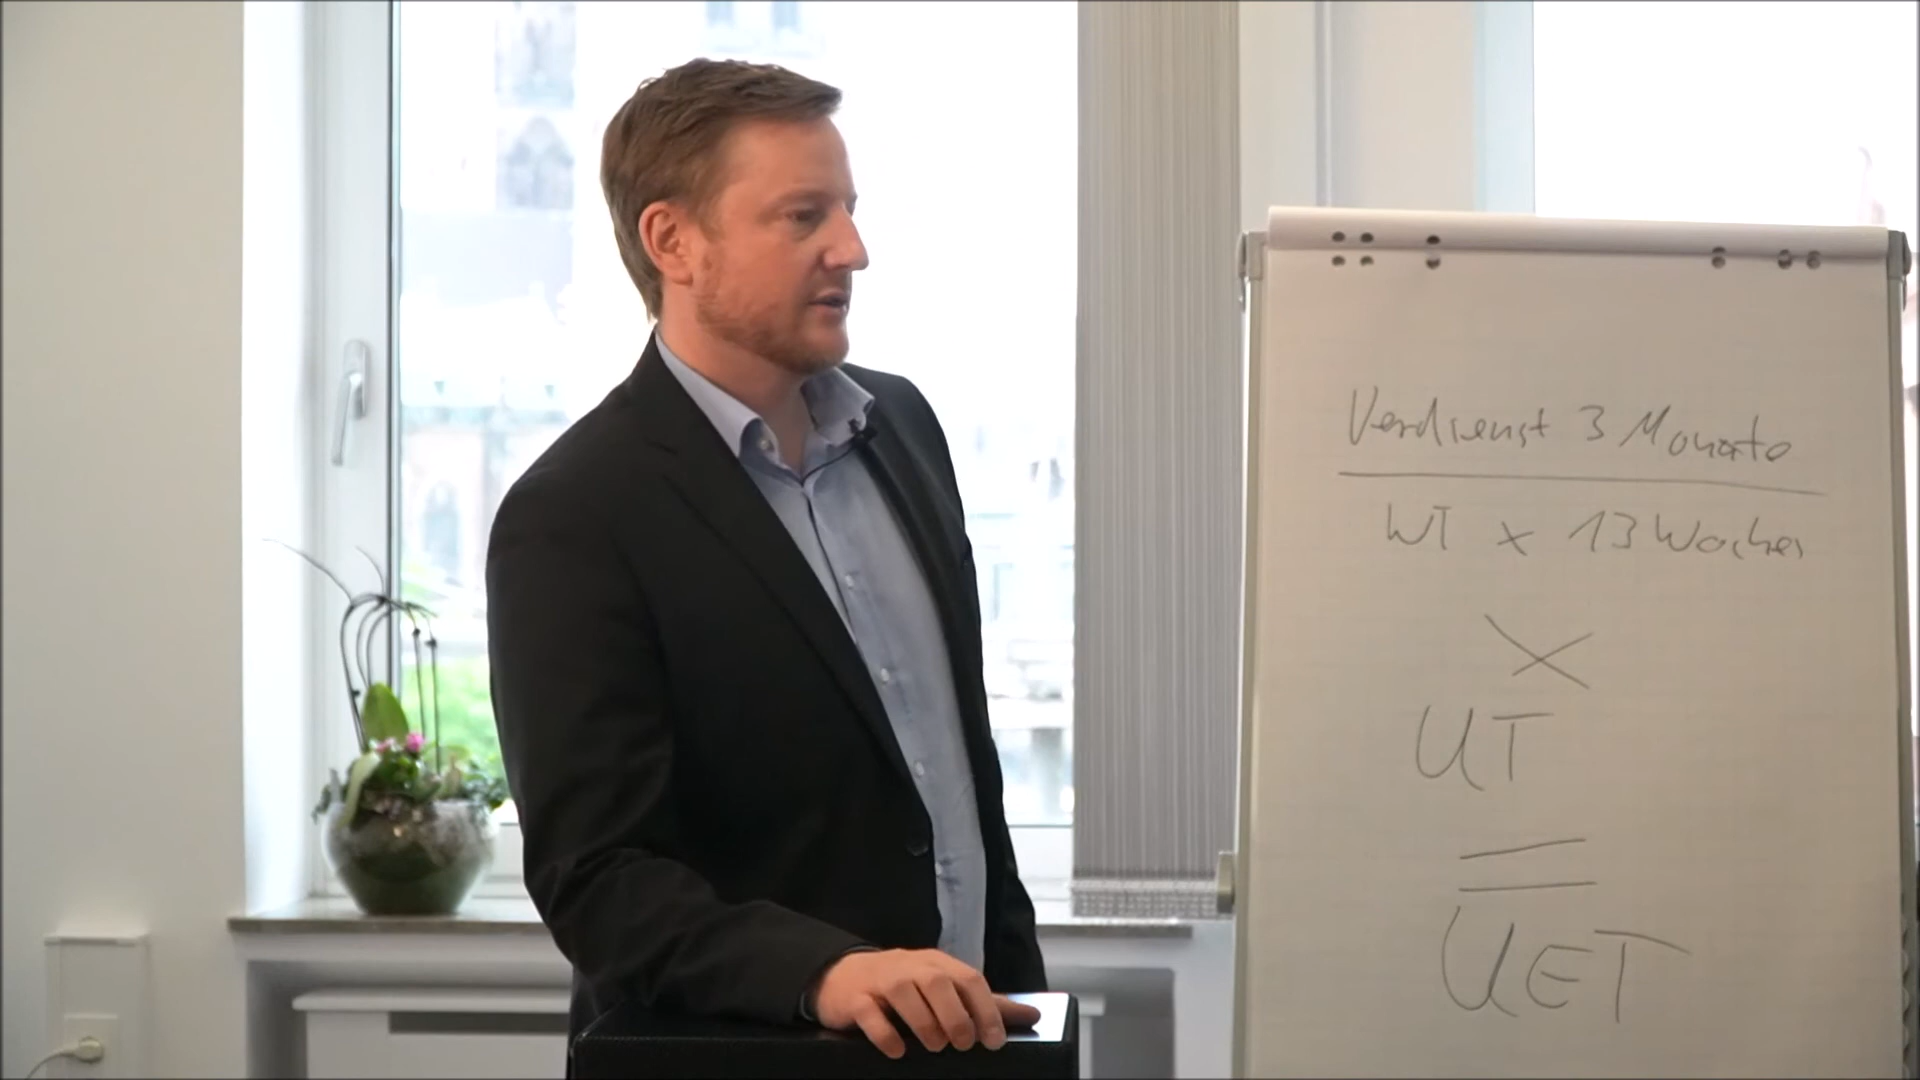 Verdienst 3 Monate
WT x 13 Wochen
X
UT
=
UET